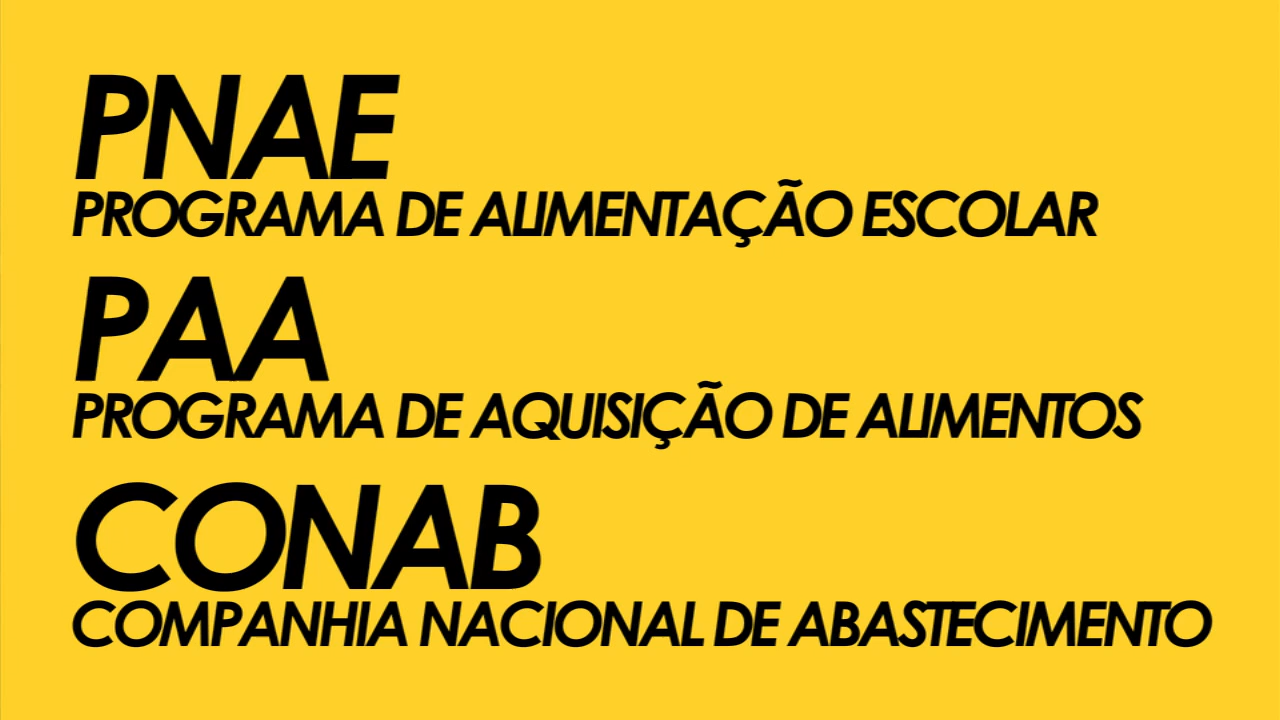 PNAE
PROGRAMA DE ALIMENTAÇÃO ESCOLAR
PAA
PROGRAMA DE AQUISIÇÃO DE ALIMENTOS
CONAB
COMPANHIA NACIONAL DE ABASTECIMENTO